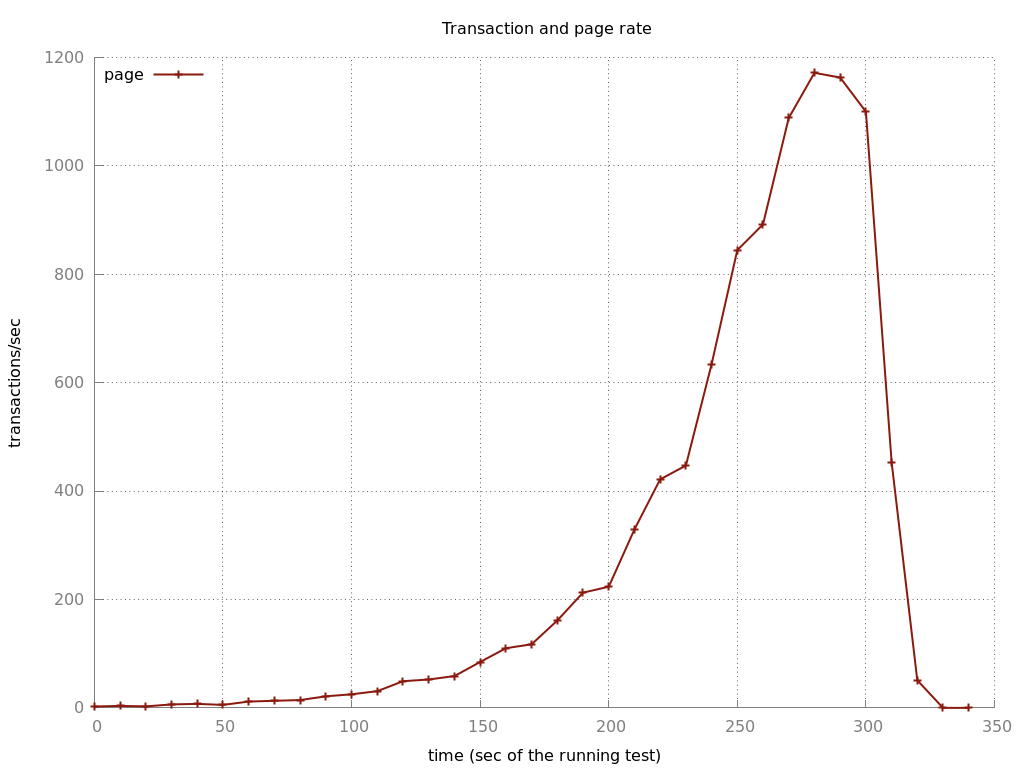 Transaction and page rate
1200
page
1000
800
600
400
200
0
transactions/sec
0 50 100 150 200 250 300 350
time (sec of the running test)